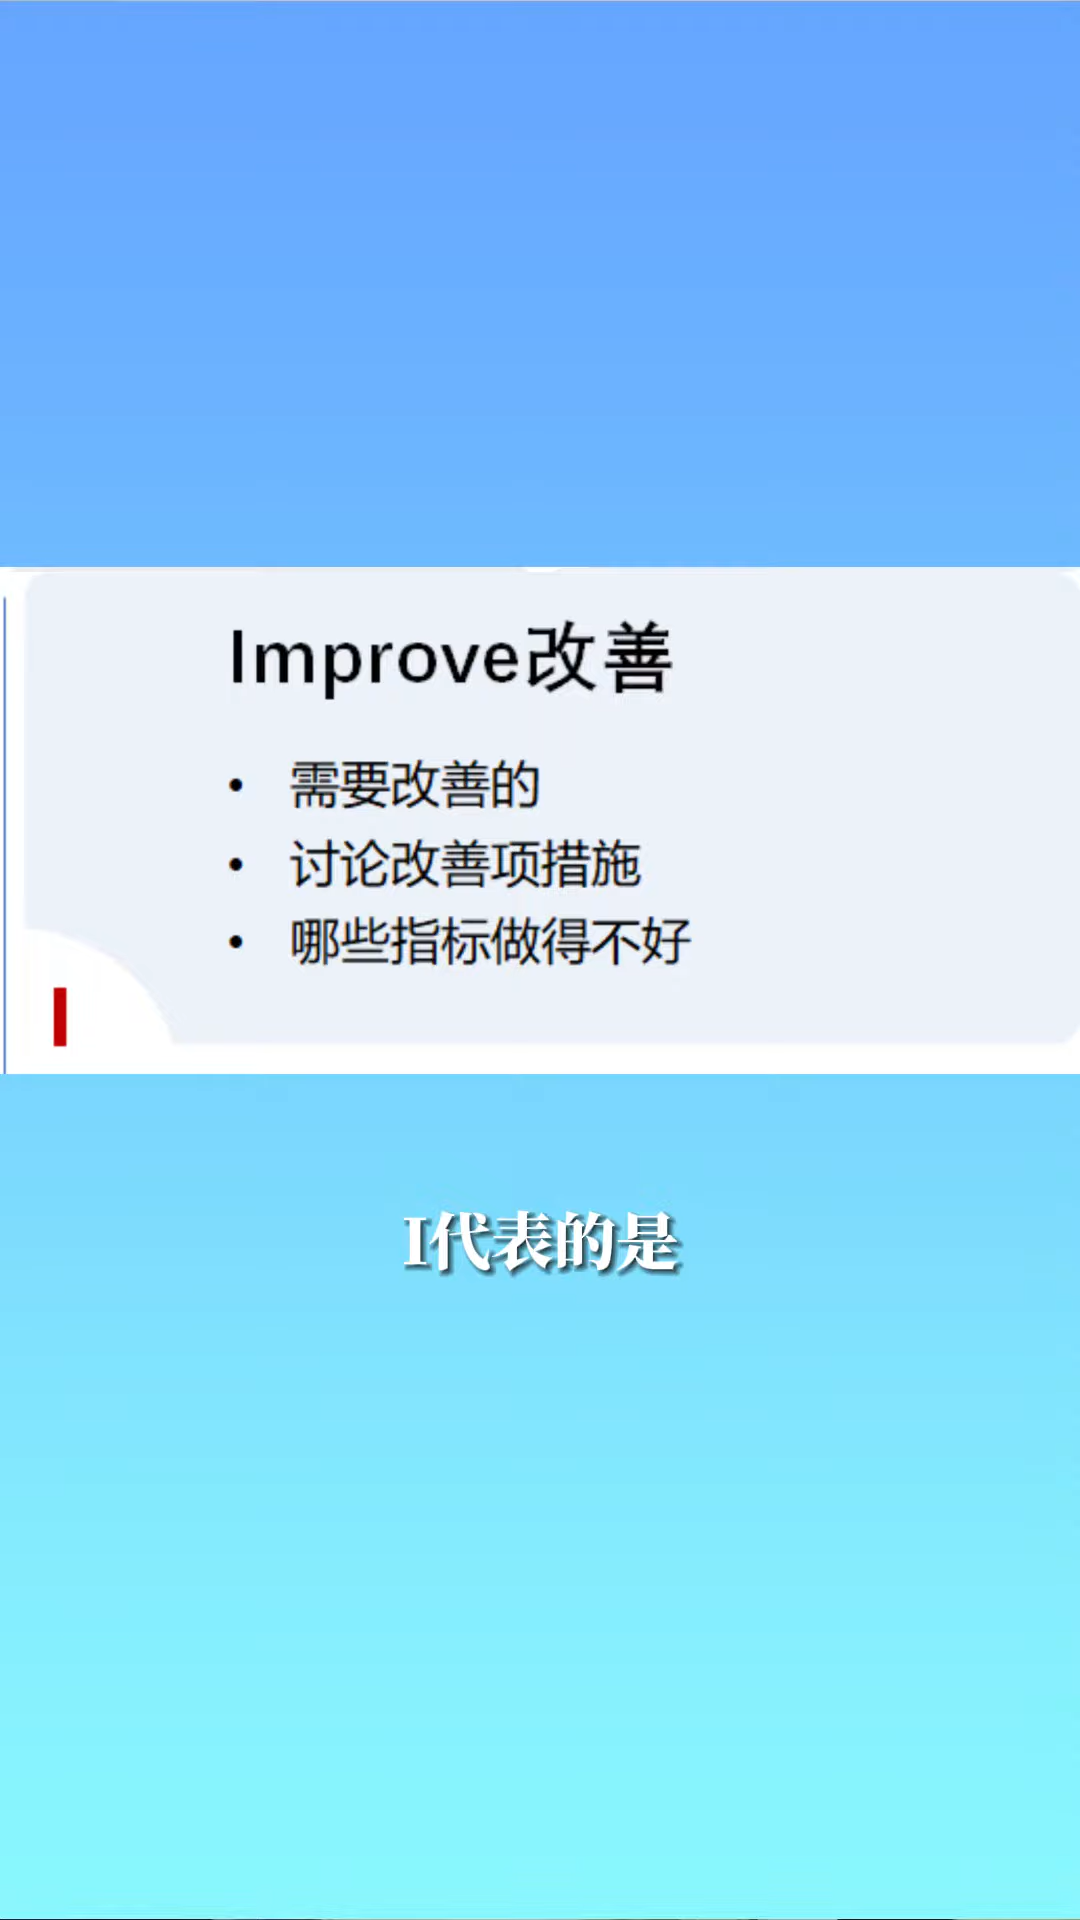 Improve改善
• 需要改善的
• 讨论改善项措施
• 哪些指标做得不好
I
I代表的是